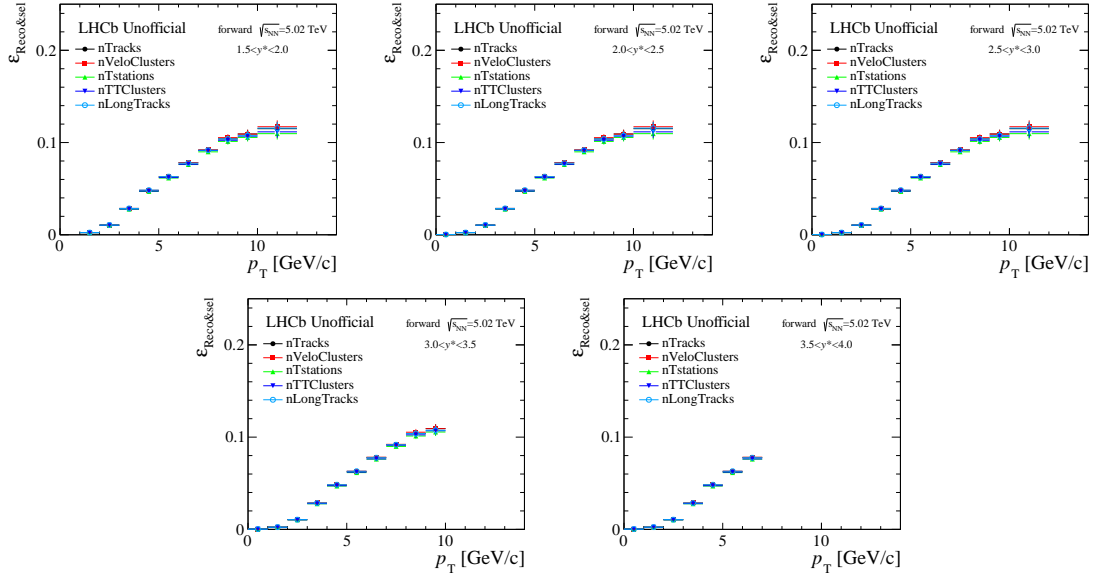 ε_Reco&sel
LHCb Unofficial
forward √s_NN=5.02 TeV
1.5<y*<2.0
nTracks
nVeloClusters
nTstations
nTTClusters
nLongTracks
0.2
0.1
0
0 5 10
p_T [GeV/c]
ε_Reco&sel
LHCb Unofficial
forward √s_NN=5.02 TeV
2.0<y*<2.5
nTracks
nVeloClusters
nTstations
nTTClusters
nLongTracks
0.2
0.1
0
0 5 10
p_T [GeV/c]
ε_Reco&sel
LHCb Unofficial
forward √s_NN=5.02 TeV
2.5<y*<3.0
nTracks
nVeloClusters
nTstations
nTTClusters
nLongTracks
0.2
0.1
0
0 5 10
p_T [GeV/c]
ε_Reco&sel
LHCb Unofficial
forward √s_NN=5.02 TeV
3.0<y*<3.5
nTracks
nVeloClusters
nTstations
nTTClusters
nLongTracks
0.2
0.1
0
0 5 10
p_T [GeV/c]
ε_Reco&sel
LHCb Unofficial
forward √s_NN=5.02 TeV
3.5<y*<4.0
nTracks
nVeloClusters
nTstations
nTTClusters
nLongTracks
0.2
0.1
0
0 5 10
p_T [GeV/c]